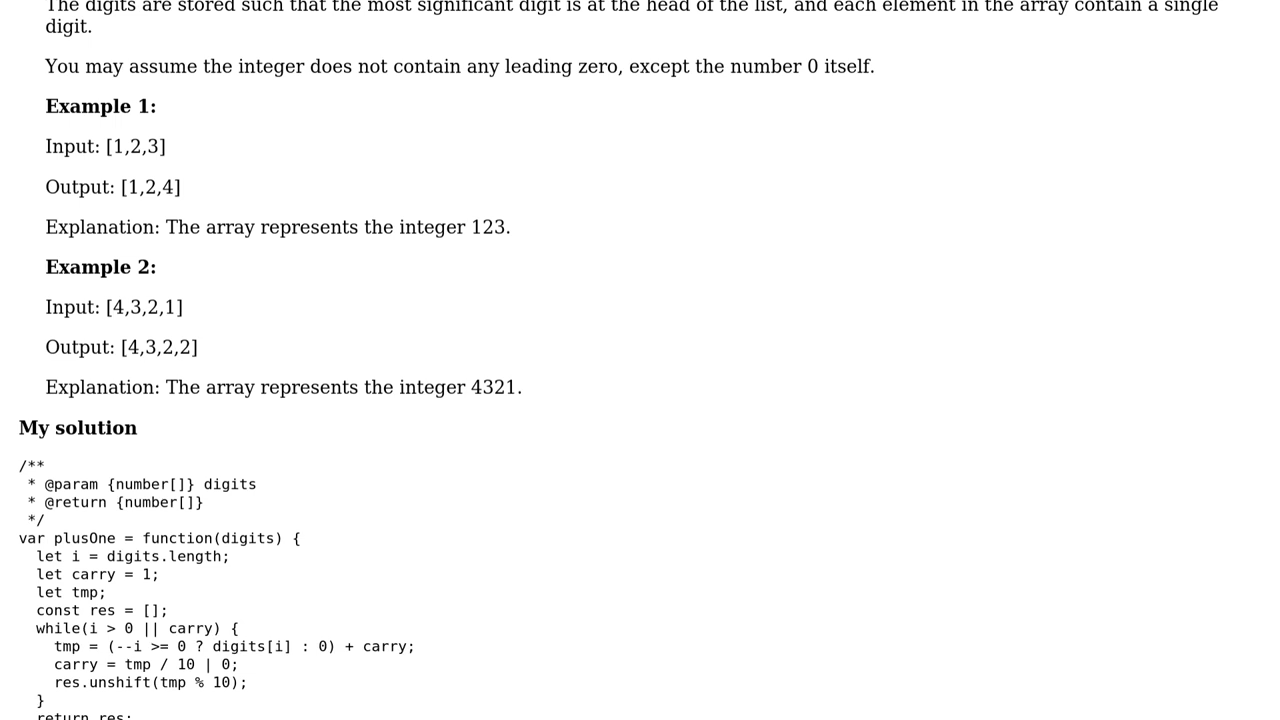 The digits are stored such that the most significant digit is at the head of the list, and each element in the array contain a single
digit.
You may assume the integer does not contain any leading zero, except the number 0 itself.
Example 1:
Input: [1,2,3]
Output: [1,2,4]
Explanation: The array represents the integer 123.
Example 2:
Input: [4,3,2,1]
Output: [4,3,2,2]
Explanation: The array represents the integer 4321.
My solution
/**
 * @param {number[]} digits
 * @return {number[]}
 */
var plusOne = function(digits) {
  let i = digits.length;
  let carry = 1;
  let tmp;
  const res = [];
  while(i > 0 || carry) {
    tmp = (--i >= 0 ? digits[i] : 0) + carry;
    carry = tmp / 10 | 0;
    res.unshift(tmp % 10);
  }
  return res;